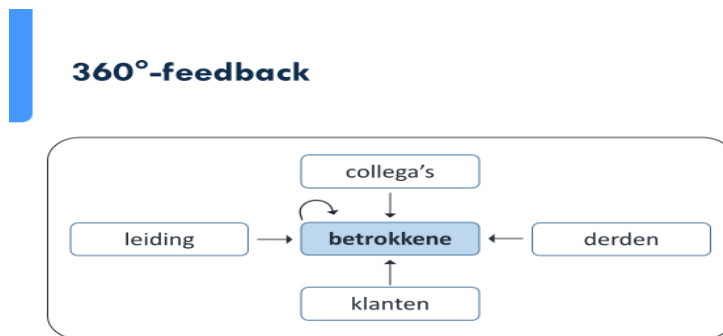 360°-feedback
collega's
leiding
betrokkene
derden
klanten